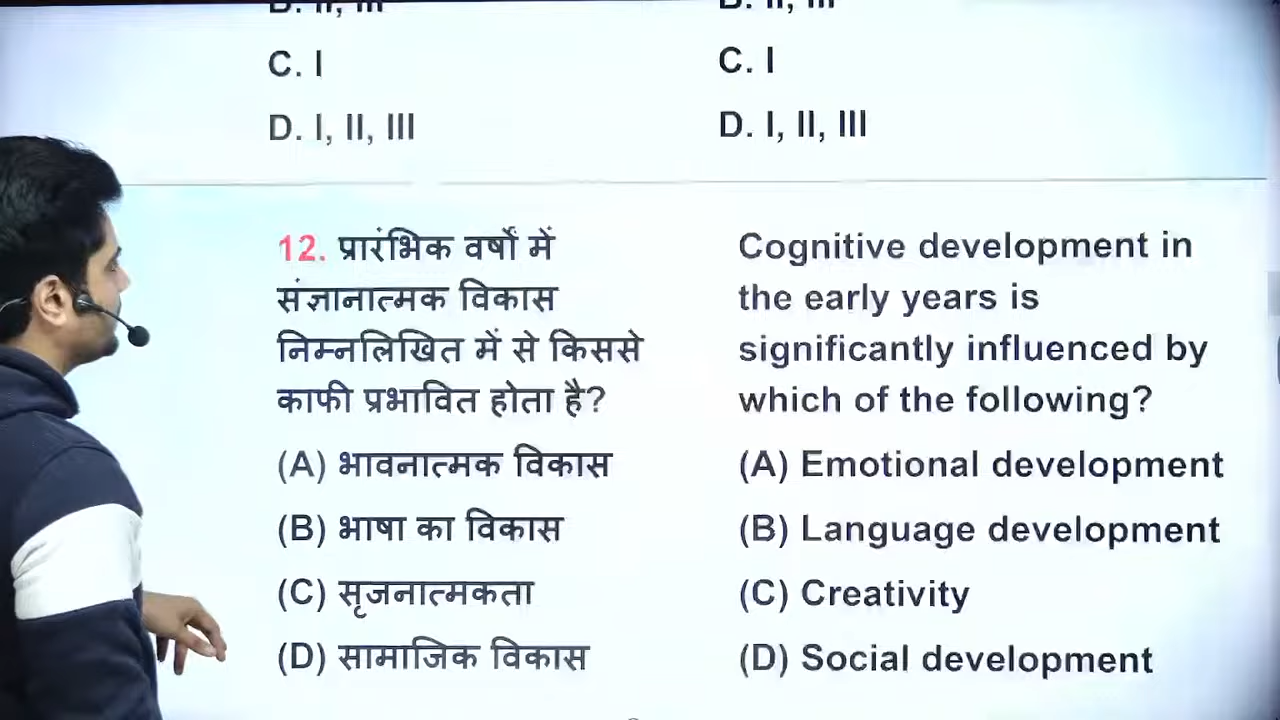 C. I
D. I, II, III
12. प्रारंभिक वर्षों में
संज्ञानात्मक विकास
निम्नलिखित में से किससे
काफी प्रभावित होता है?
(A) भावनात्मक विकास
(B) भाषा का विकास
(C) सृजनात्मकता
(D) सामाजिक विकास
C. I
D. I, II, III
Cognitive development in
the early years is
significantly influenced by
which of the following?
(A) Emotional development
(B) Language development
(C) Creativity
(D) Social development